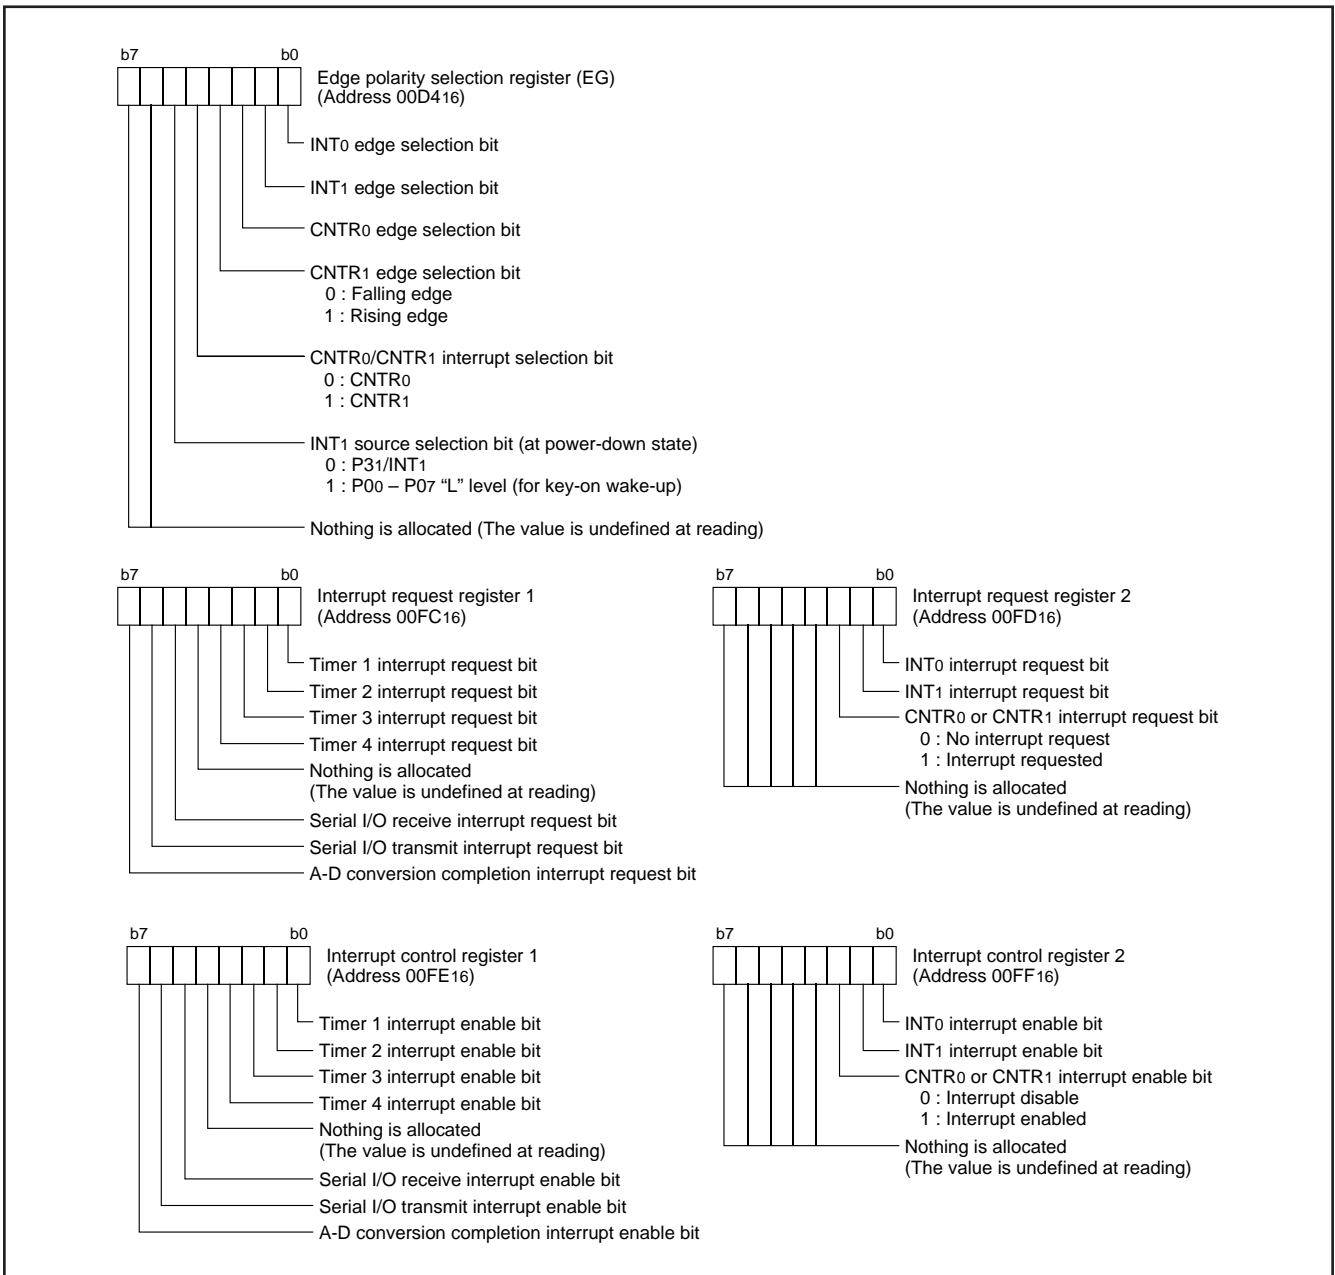 b7 b0
Edge polarity selection register (EG)
(Address 00D416)
INT0 edge selection bit
INT1 edge selection bit
CNTR0 edge selection bit
CNTR1 edge selection bit
0 : Falling edge
1 : Rising edge
CNTR0/CNTR1 interrupt selection bit
0 : CNTR0
1 : CNTR1
INT1 source selection bit (at power-down state)
0 : P31/INT1
1 : P00 – P07 “L” level (for key-on wake-up)
Nothing is allocated (The value is undefined at reading)
b7 b0
Interrupt request register 1
(Address 00FC16)
Timer 1 interrupt request bit
Timer 2 interrupt request bit
Timer 3 interrupt request bit
Timer 4 interrupt request bit
Nothing is allocated
(The value is undefined at reading)
Serial I/O receive interrupt request bit
Serial I/O transmit interrupt request bit
A-D conversion completion interrupt request bit
b7 b0
Interrupt request register 2
(Address 00FD16)
INT0 interrupt request bit
INT1 interrupt request bit
CNTR0 or CNTR1 interrupt request bit
0 : No interrupt request
1 : Interrupt requested
Nothing is allocated
(The value is undefined at reading)
b7 b0
Interrupt control register 1
(Address 00FE16)
Timer 1 interrupt enable bit
Timer 2 interrupt enable bit
Timer 3 interrupt enable bit
Timer 4 interrupt enable bit
Nothing is allocated
(The value is undefined at reading)
Serial I/O receive interrupt enable bit
Serial I/O transmit interrupt enable bit
A-D conversion completion interrupt enable bit
b7 b0
Interrupt control register 2
(Address 00FF16)
INT0 interrupt enable bit
INT1 interrupt enable bit
CNTR0 or CNTR1 interrupt enable bit
0 : Interrupt disable
1 : Interrupt enabled
Nothing is allocated
(The value is undefined at reading)